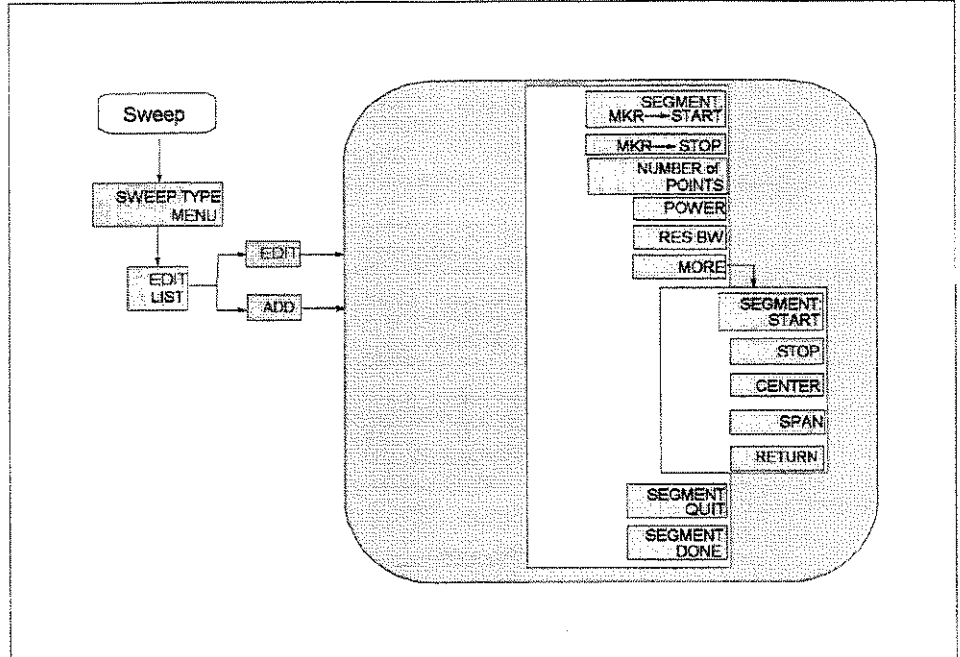 Sweep
SWEEP TYPE
MENU
EDIT
LIST
EDIT
ADD
SEGMENT
MKR→START
MKR→STOP
NUMBER of
POINTS
POWER
RES BW
MORE
SEGMENT
START
STOP
CENTER
SPAN
RETURN
SEGMENT
QUIT
SEGMENT
DONE